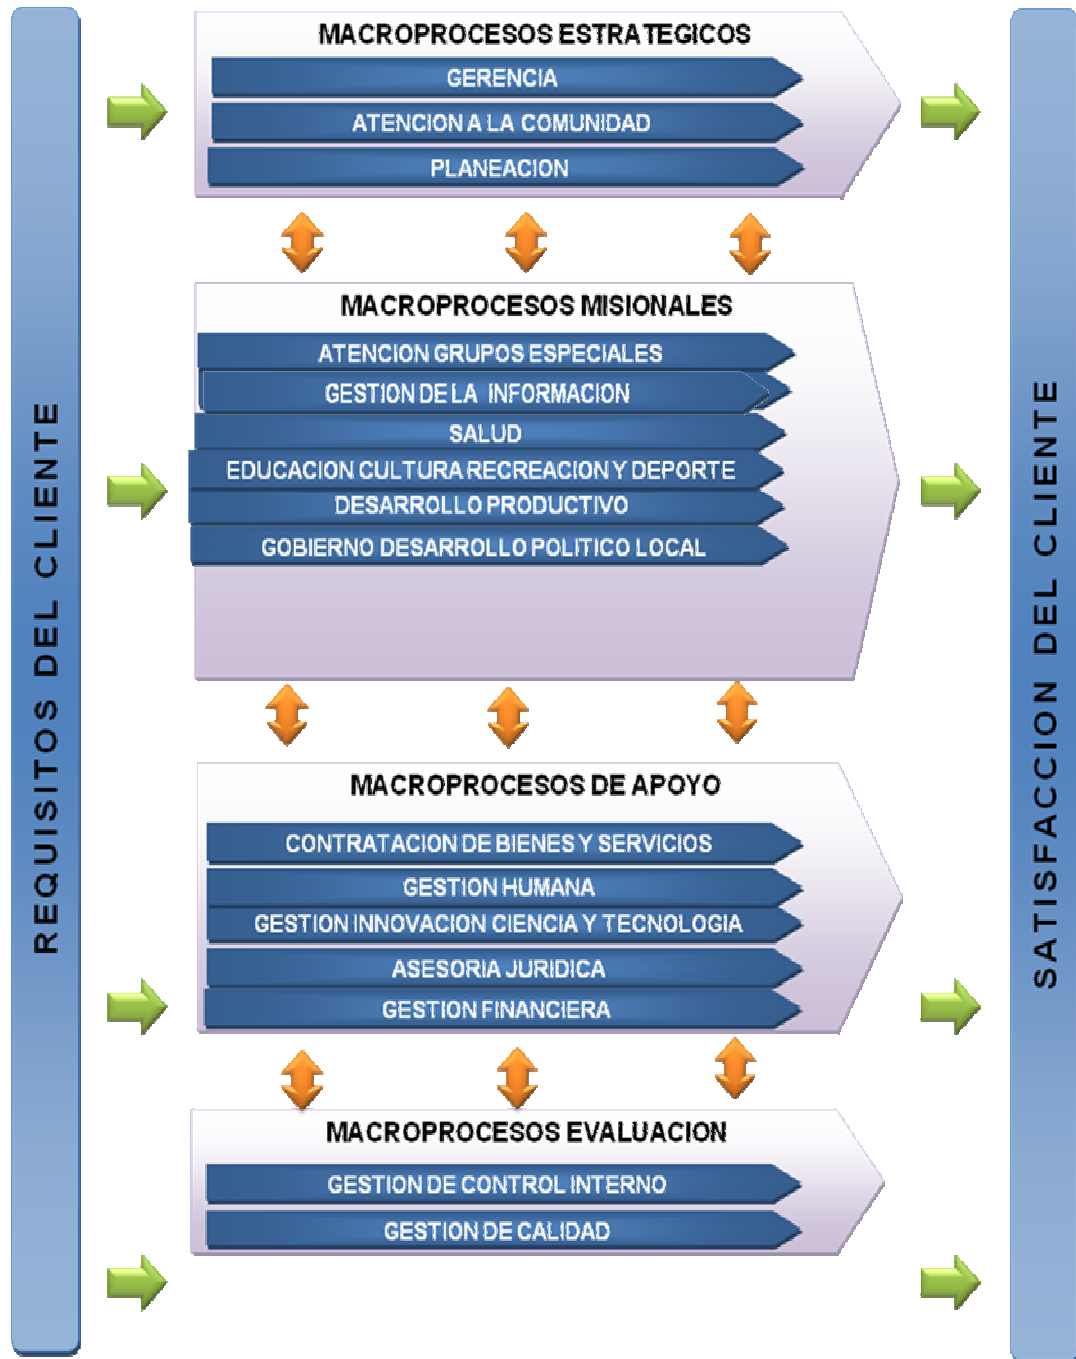 REQUISITOS DEL CLIENTE
MACROPROCESOS ESTRATEGICOS
GERENCIA
ATENCION A LA COMUNIDAD
PLANEACION
MACROPROCESOS MISIONALES
ATENCION GRUPOS ESPECIALES
GESTION DE LA INFORMACION
SALUD
EDUCACION CULTURA RECREACION Y DEPORTE
DESARROLLO PRODUCTIVO
GOBIERNO DESARROLLO POLITICO LOCAL
MACROPROCESOS DE APOYO
CONTRATACION DE BIENES Y SERVICIOS
GESTION HUMANA
GESTION INNOVACION CIENCIA Y TECNOLOGIA
ASESORIA JURIDICA
GESTION FINANCIERA
MACROPROCESOS EVALUACION
GESTION DE CONTROL INTERNO
GESTION DE CALIDAD
SATISFACCION DEL CLIENTE